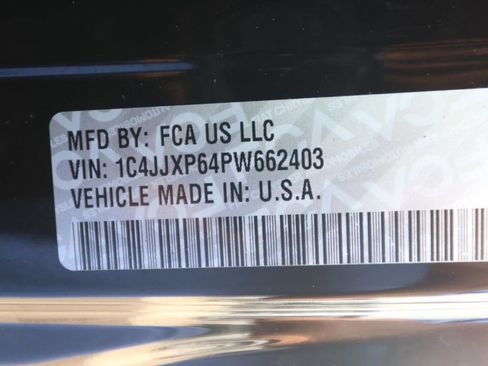 MFD BY: FCA US LLC
VIN: 1C4JJXP64PW662403
VEHICLE MADE IN: U.S.A.